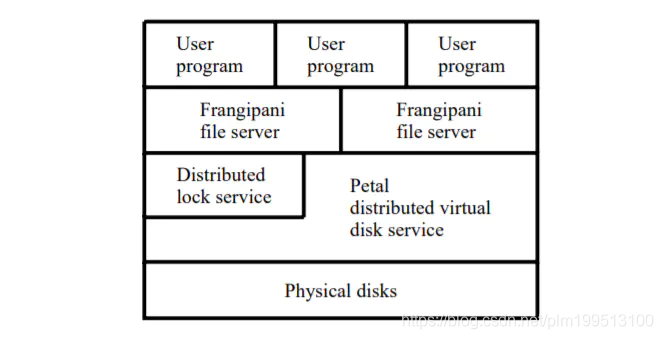 User
program
User
program
User
program
Frangipani
file server
Frangipani
file server
Distributed
lock service
Petal
distributed virtual
disk service
Physical disks
https://blog.csdn.net/plm199513100